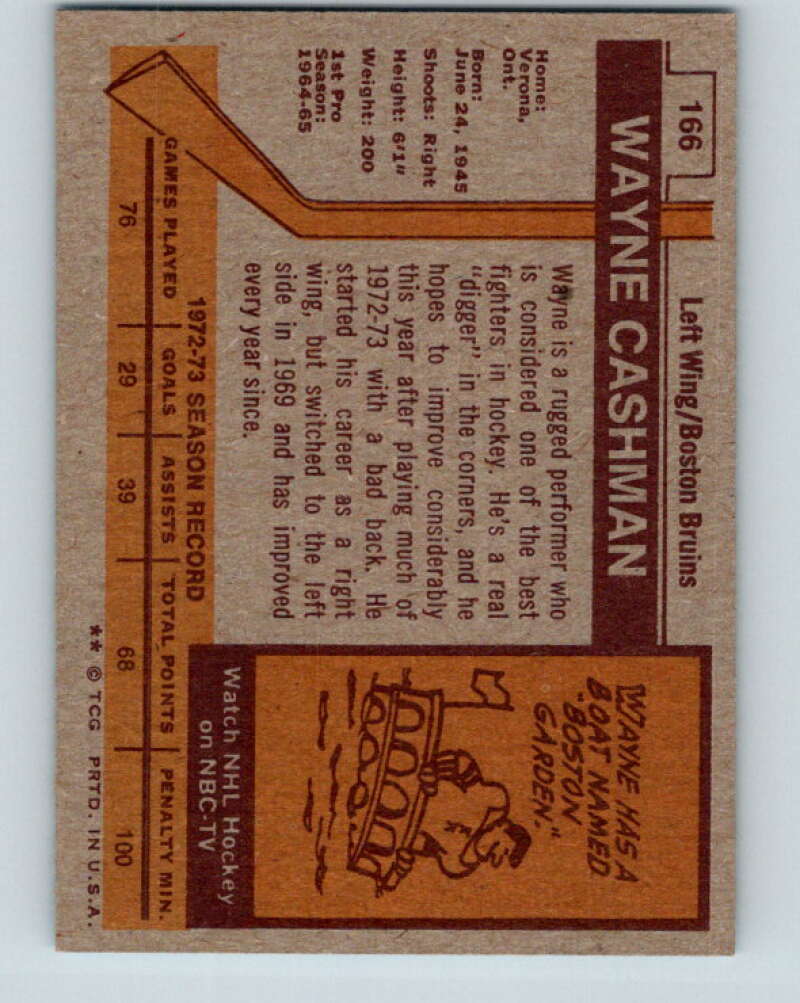 166
Left Wing/Boston Bruins
WAYNE CASHMAN
Home:
Verona,
Ont.
Born:
June 24, 1945
Shoots: Right
Height: 6'1"
Weight: 200
1st Pro
Season:
1964-65
Wayne is a rugged performer who
is considered one of the best
fighters in hockey. He's a real
"digger" in the corners, and he
hopes to improve considerably
this year after playing much of
1972-73 with a bad back. He
started his career as a right
wing, but switched to the left
side in 1969 and has improved
every year since.
WAYNE HAS A
BOAT NAMED
"BOSTON
GARDEN."
Watch NHL Hockey
on NBC-TV
1972-73 SEASON RECORD
GAMES PLAYED GOALS ASSISTS TOTAL POINTS PENALTY MIN.
76 29 39 68 100
** © TCG PRTD. IN U.S.A.